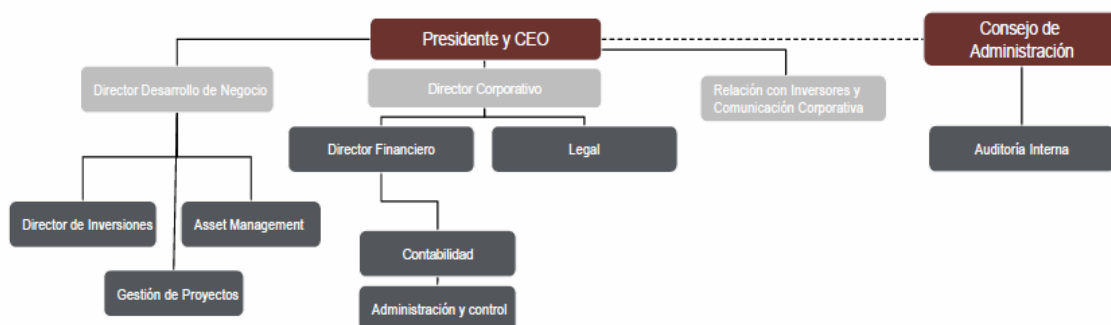 Presidente y CEO
Consejo de
Administración
Director Desarrollo de Negocio
Director Corporativo
Relación con Inversores y
Comunicación Corporativa
Director Financiero
Legal
Auditoría Interna
Director de Inversiones
Asset Management
Contabilidad
Gestión de Proyectos
Administración y control